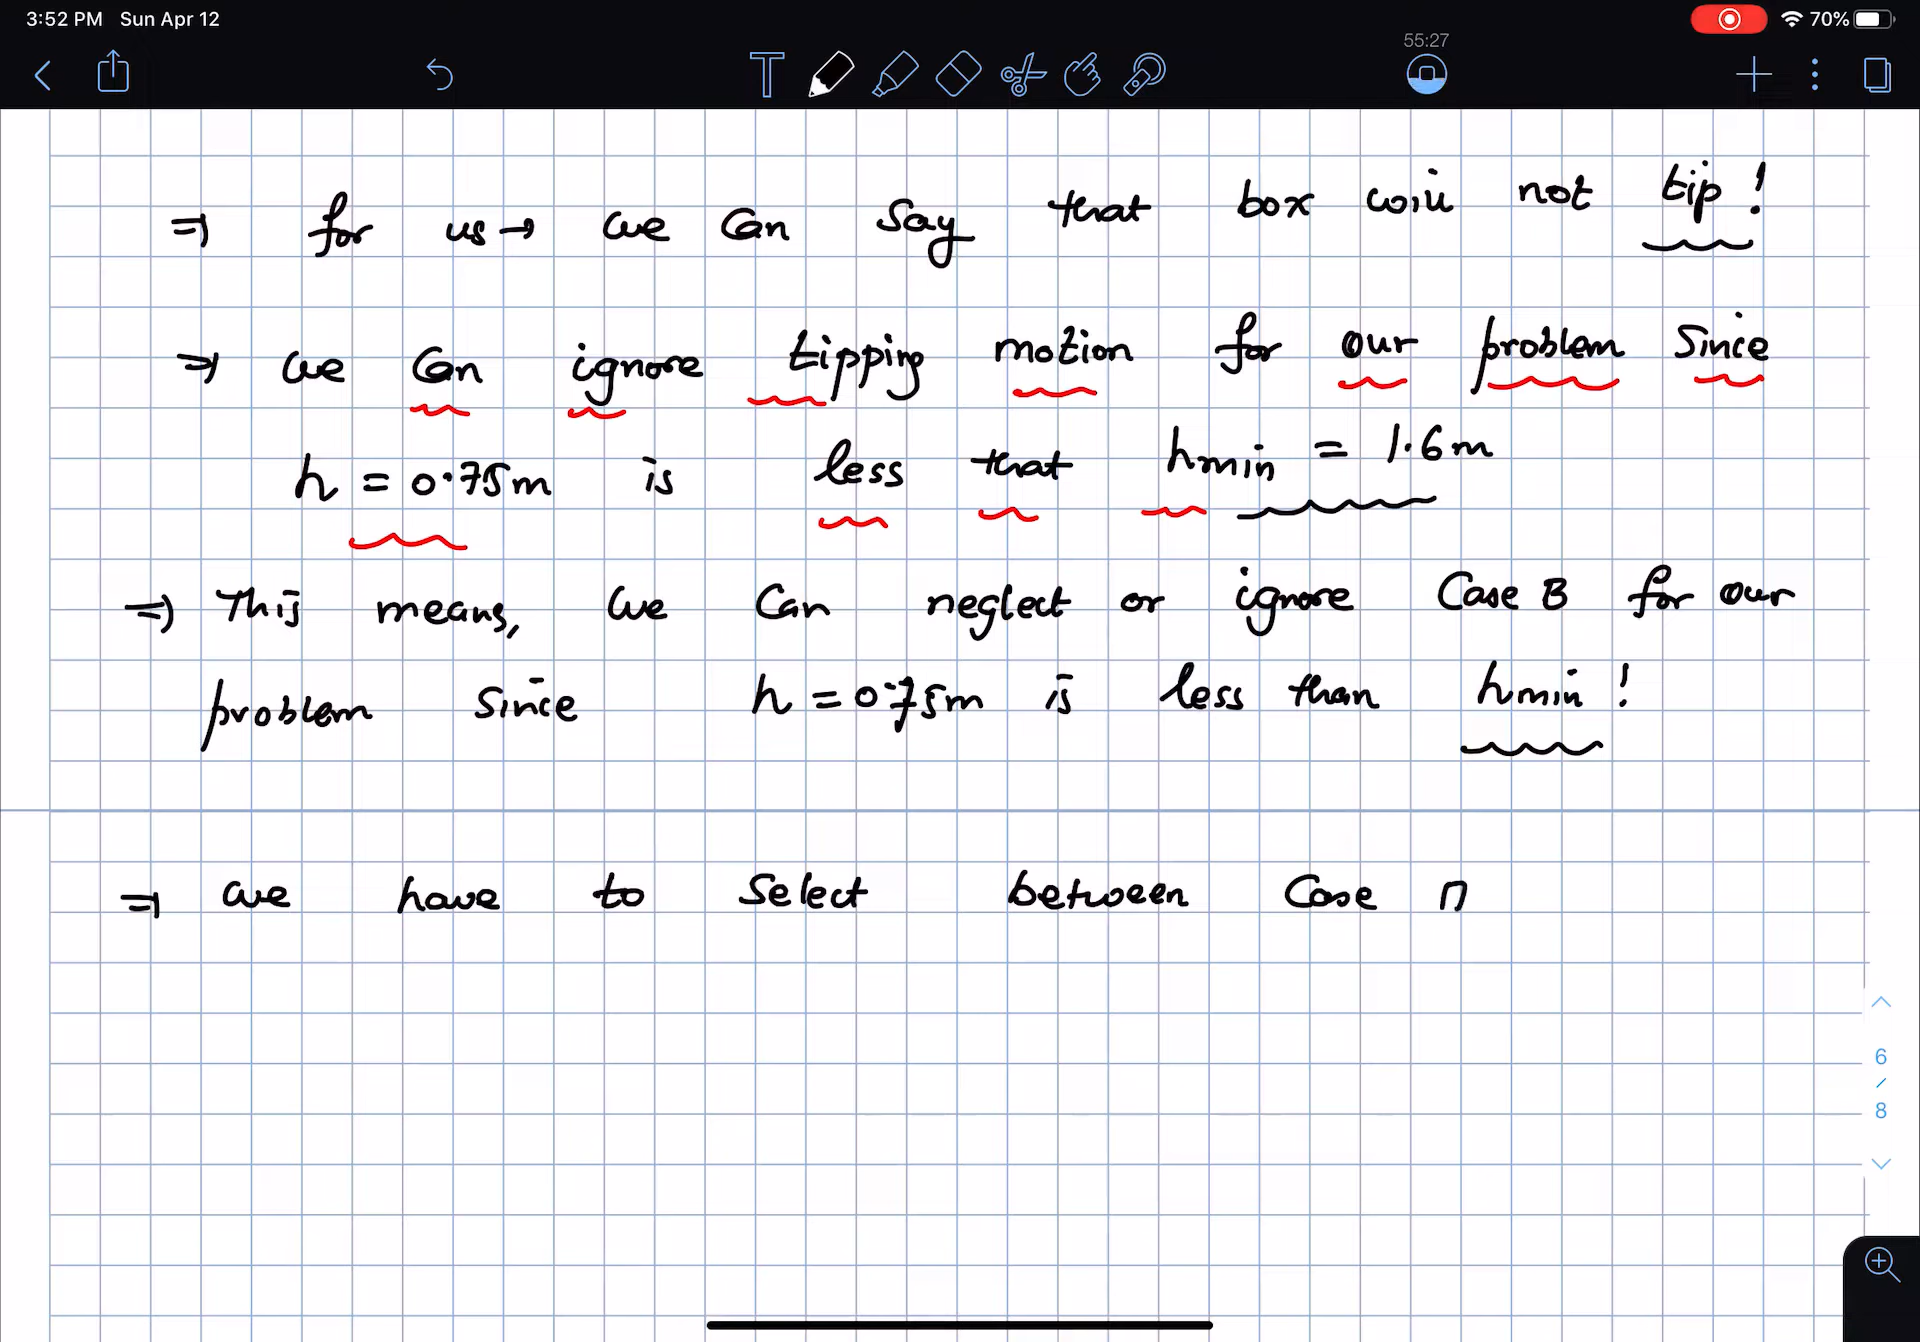 3:52 PM Sun Apr 12
70%
55:27
⇒ for us → we can say that box will not tip!
⇒ we can ignore tipping motion for our problem since
h = 0.75m is less that hmin = 1.6m
⇒ This means, we can neglect or ignore Case B for our
problem since h = 0.75m is less than hmin!
⇒ we have to select between Case
6
/
8